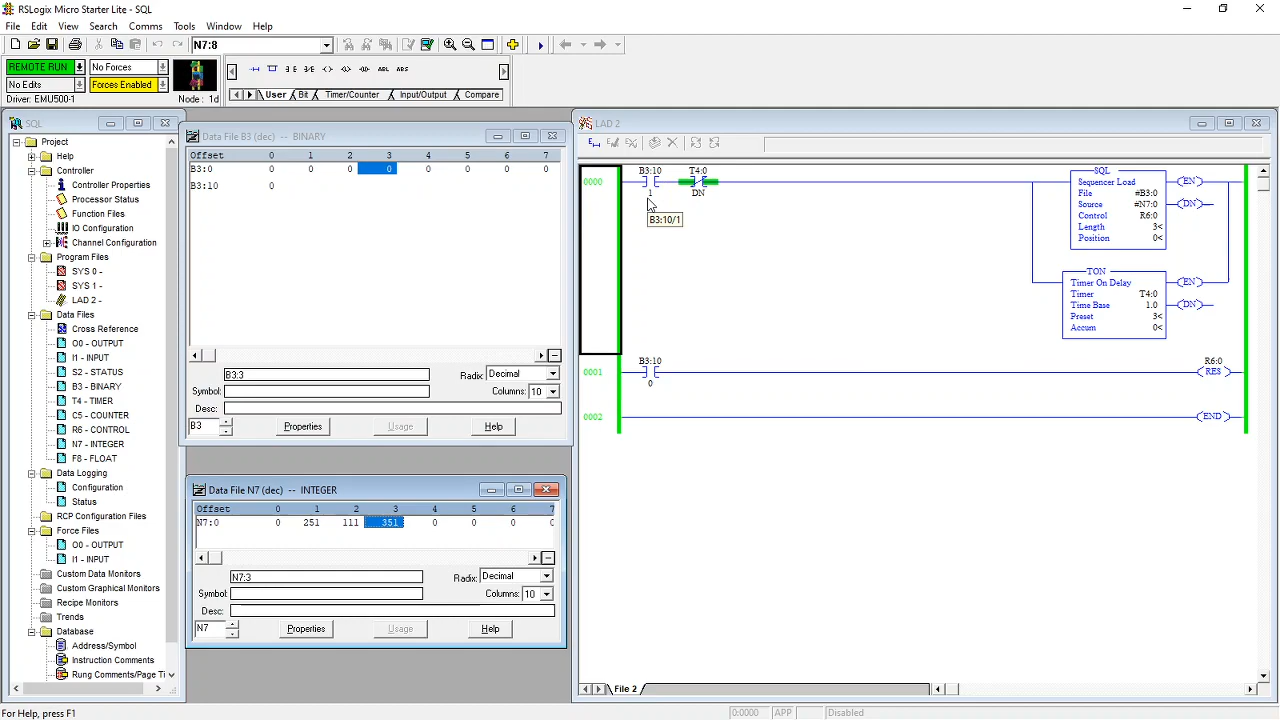 RSLogix Micro Starter Lite - SQL
File Edit View Search Comms Tools Window Help
N7:8
REMOTE RUN No Forces
No Edits Forces Enabled
Driver: EMU500-1 Node : 1d
User Bit Timer/Counter Input/Output Compare
ABL ABS
SQL
Project
Help
Controller
Controller Properties
Processor Status
Function Files
IO Configuration
Channel Configuration
Program Files
SYS 0 -
SYS 1 -
LAD 2 -
Data Files
Cross Reference
O0 - OUTPUT
I1 - INPUT
S2 - STATUS
B3 - BINARY
T4 - TIMER
C5 - COUNTER
R6 - CONTROL
N7 - INTEGER
F8 - FLOAT
Data Logging
Configuration
Status
RCP Configuration Files
Force Files
O0 - OUTPUT
I1 - INPUT
Custom Data Monitors
Custom Graphical Monitors
Recipe Monitors
Trends
Database
Address/Symbol
Instruction Comments
Rung Comments/Page Ti
Data File B3 (dec) -- BINARY
Offset 0 1 2 3 4 5 6 7
B3:0 0 0 0 0 0 0 0 0
B3:10 0
B3:3
Radix: Decimal
Symbol:
Columns: 10
Desc:
B3 Properties Usage Help
Data File N7 (dec) -- INTEGER
Offset 0 1 2 3 4 5 6 7
N7:0 0 251 111 351 0 0 0 0
N7:3
Radix: Decimal
Symbol:
Columns: 10
Desc:
N7 Properties Usage Help
LAD 2
0000
B3:10 T4:0
1 DN
B3:10/1
SQL
Sequencer Load
File #B3:0
Source #N7:0
Control R6:0
Length 3<
Position 0<
EN
DN
TON
Timer On Delay
Timer T4:0
Time Base 1.0
Preset 3<
Accum 0<
EN
DN
0001
B3:10
0
R6:0
RES
0002
END
File 2
For Help, press F1
0:0000 APP Disabled